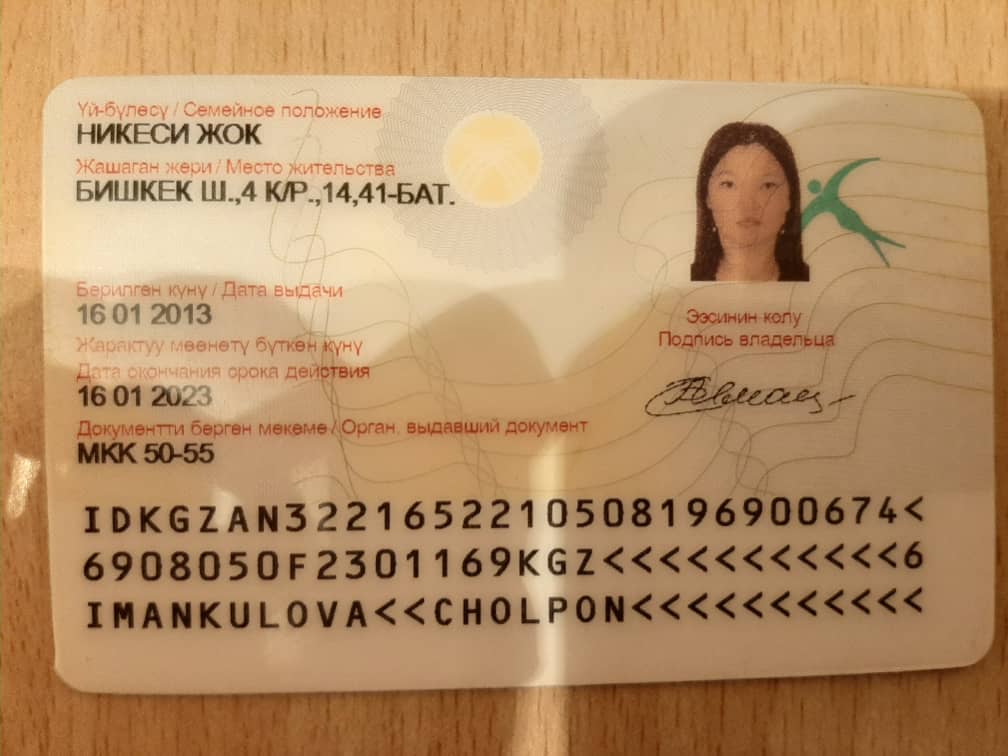 Үй-бүлөсү / Семейное положение
НИКЕСИ ЖОК
Жашаган жери / Место жительства
БИШКЕК Ш.,4 К/Р.,14,41-БАТ.
Берилген күнү / Дата выдачи
16 01 2013
Жарактуу мөөнөтү бүткөн күнү
Дата окончания срока действия
16 01 2023
Документти берген мекеме / Орган, выдавший документ
МКК 50-55
Ээсинин колу
Подпись владельца
IDKGZAN3221652210508196900674<
6908050F2301169KGZ<<<<<<<<<<<6
IMANKULOVA<<CHOLPON<<<<<<<<<<<